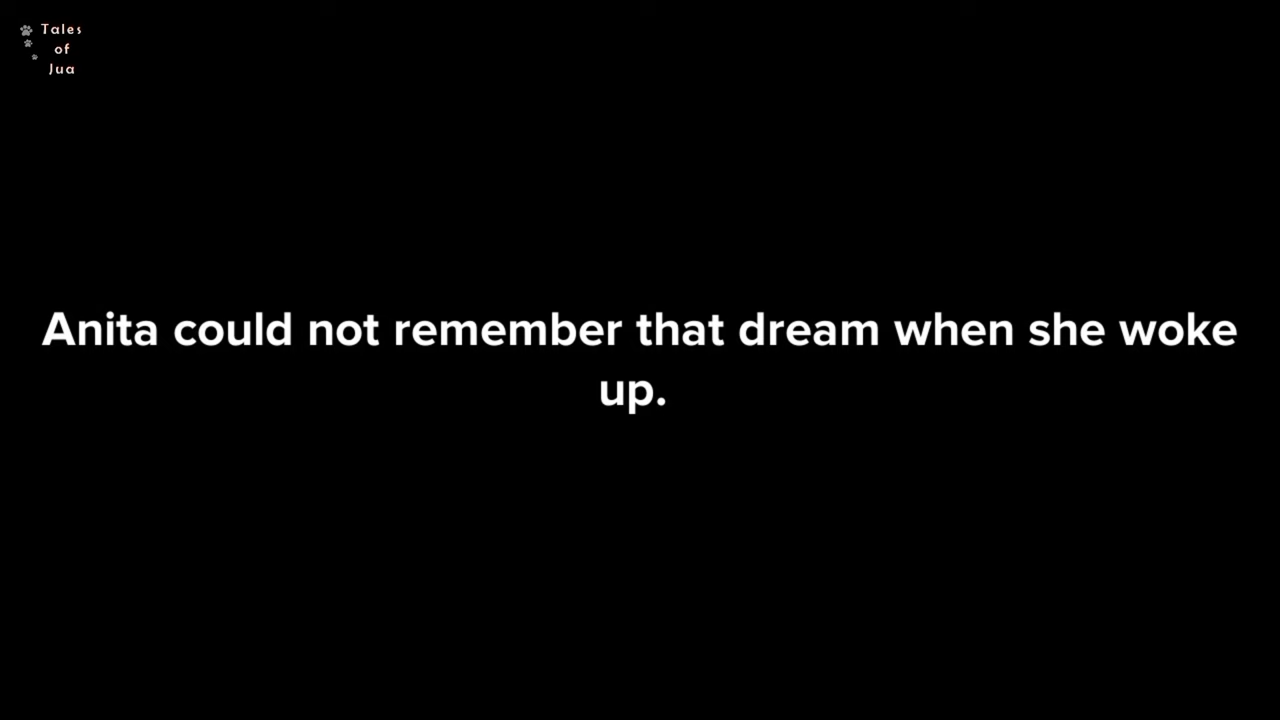 Tales
of
Jua
Anita could not remember that dream when she woke
up.